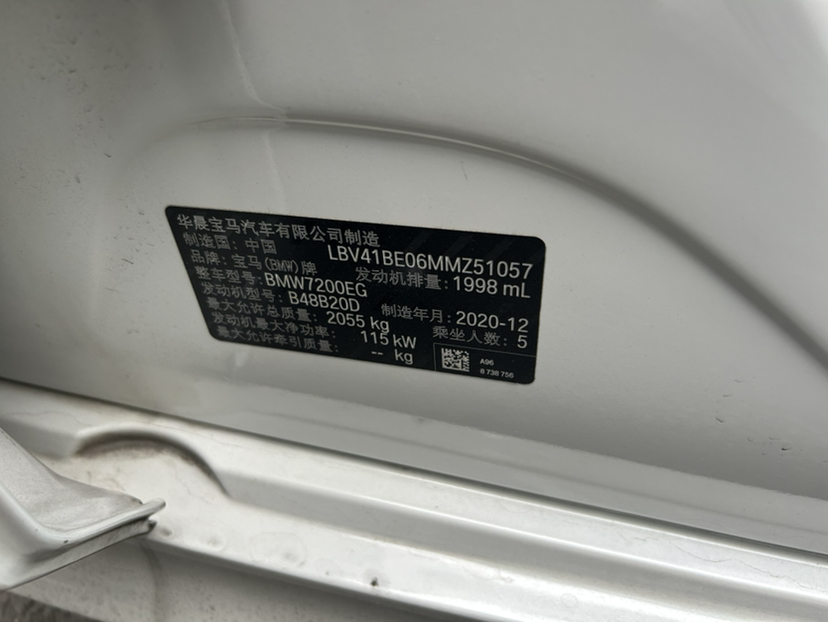 华晨宝马汽车有限公司制造
制造国：中国 LBV41BE06MMZ51057
品牌：宝马(BMW)牌 发动机排量：1998 mL
整车型号：BMW7200EG
发动机型号：B48B20D 制造年月：2020-12
最大允许总质量：2055 kg 乘坐人数：5
发动机最大净功率：115 kW
最大允许牵引质量：-- kg
A96
8 738 756